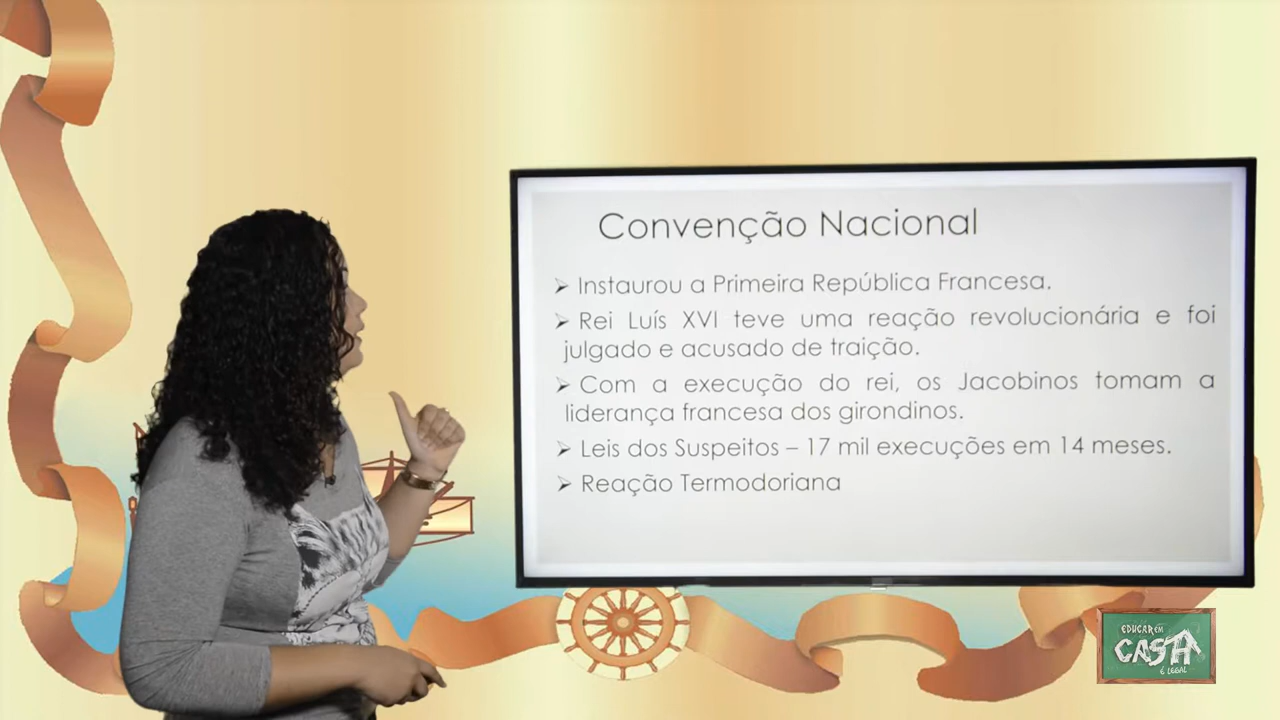 Convenção Nacional
➢ Instaurou a Primeira República Francesa.
➢ Rei Luís XVI teve uma reação revolucionária e foi
julgado e acusado de traição.
➢ Com a execução do rei, os Jacobinos tomam a
liderança francesa dos girondinos.
➢ Leis dos Suspeitos – 17 mil execuções em 14 meses.
➢ Reação Termodoriana
EDUCAR EM
CASA
É LEGAL